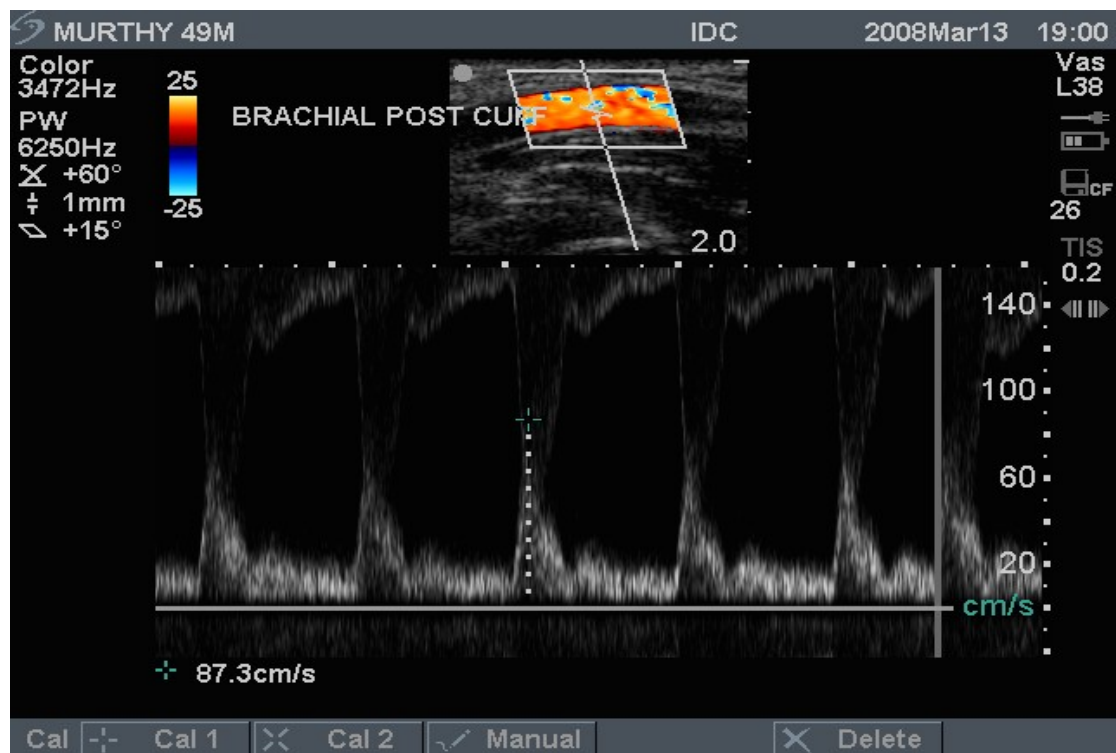 MURTHY 49M IDC 2008Mar13 19:00
Color
3472Hz
PW
6250Hz
+60°
1mm
+15°
25
-25
BRACHIAL POST CUFF
2.0
Vas
L38
CF
26
TIS
0.2
140
100
60
20
cm/s
87.3cm/s
Cal Cal 1 Cal 2 Manual Delete